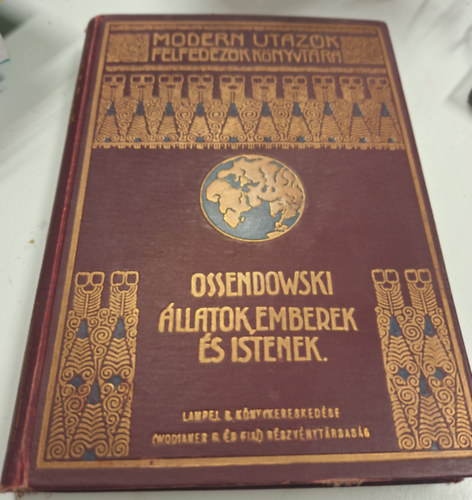 MODERN UTAZÓK
FELFEDEZŐK KÖNYVTÁRA
OSSENDOWSKI
ÁLLATOK, EMBEREK
ÉS ISTENEK.
LAMPEL R. KÖNYVKERESKEDÉSE
(WODIANER F. ÉS FIAI) RÉSZVÉNYTÁRSASÁG